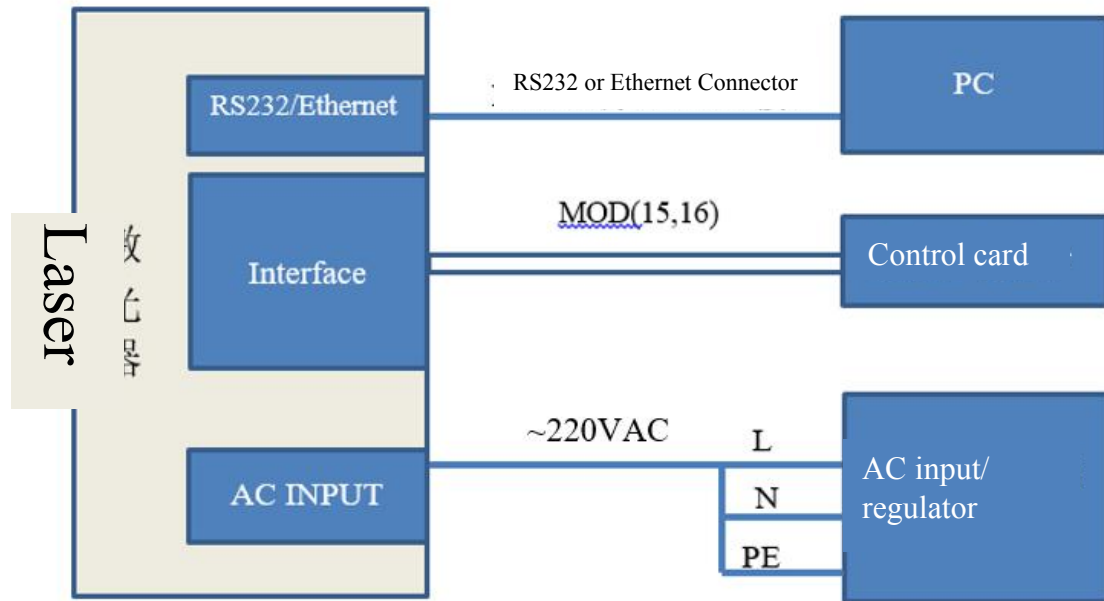 RS232/Ethernet
RS232 or Ethernet Connector
PC
Laser
Interface
MOD(15,16)
Control card
AC INPUT
~220VAC
L
N
PE
AC input/
regulator